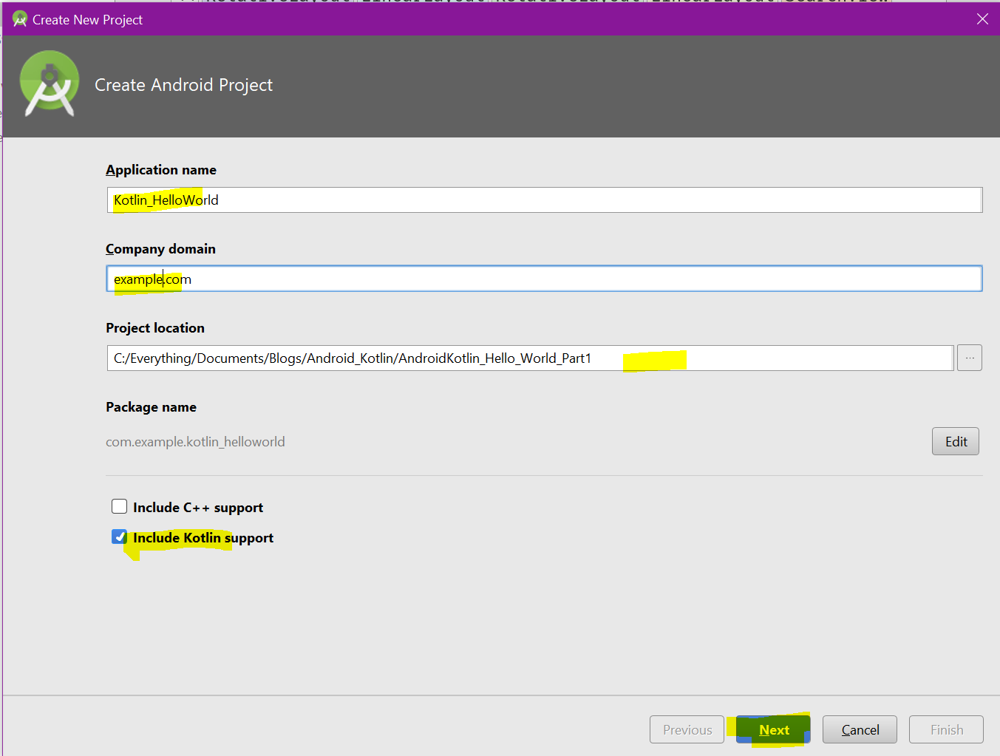 Create New Project
Create Android Project
Application name
Kotlin_HelloWorld
Company domain
example.com
Project location
C:/Everything/Documents/Blogs/Android_Kotlin/AndroidKotlin_Hello_World_Part1
...
Package name
com.example.kotlin_helloworld
Edit
Include C++ support
Include Kotlin support
Previous Next Cancel Finish